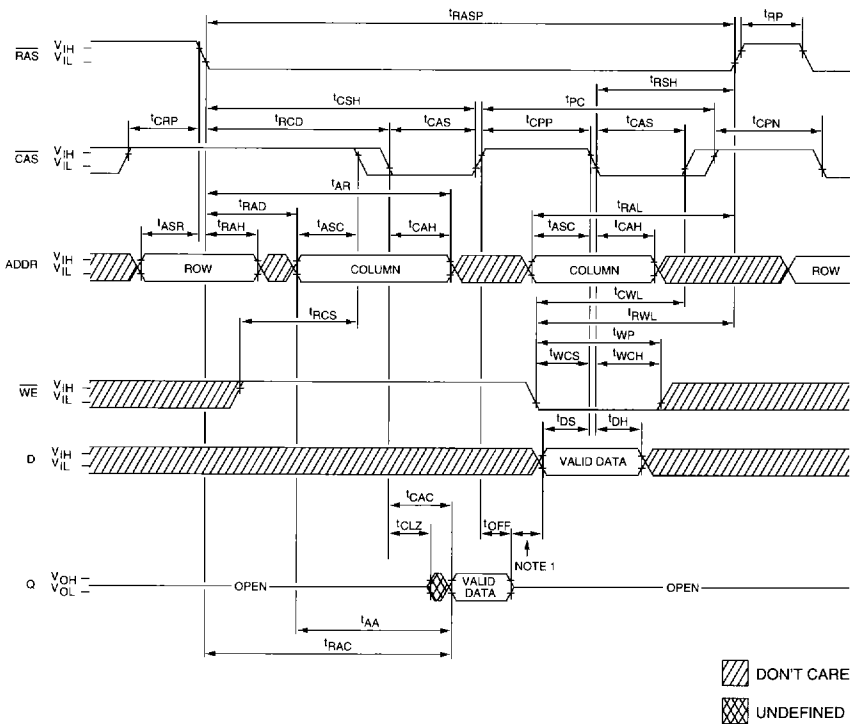 tRASP
tRP
RAS VIH
VIL
tRSH
tCSH
tPC
tCRP
tRCD
tCAS
tCPP
tCAS
tCPN
CAS VIH
VIL
tAR
tRAD
tRAL
tASR
tRAH
tASC
tCAH
tASC
tCAH
ADDR VIH
VIL
ROW
COLUMN
COLUMN
ROW
tCWL
tRCS
tRWL
tWP
tWCS
tWCH
WE VIH
VIL
tDS
tDH
D VIH
VIL
VALID DATA
tCAC
tCLZ
tOFF
NOTE 1
Q VOH
VOL
OPEN
VALID
DATA
OPEN
tAA
tRAC
DON'T CARE
UNDEFINED